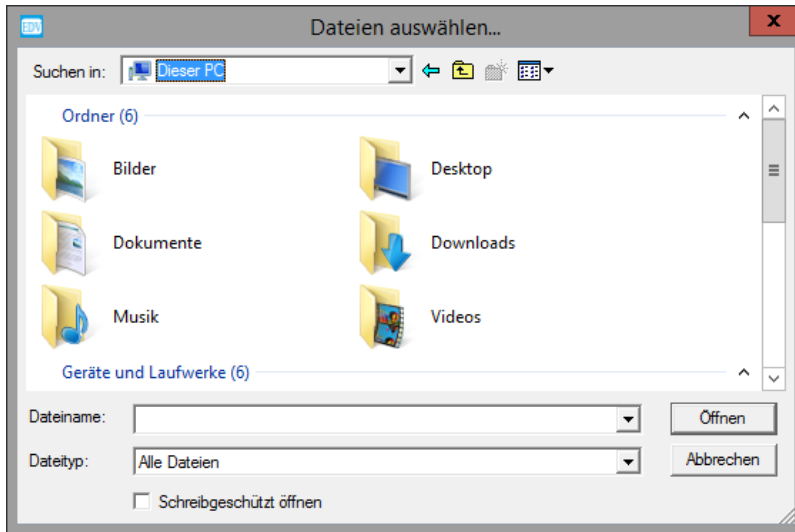 EDV
Dateien auswählen...
x
Suchen in: Dieser PC
Ordner (6)
Bilder
Desktop
Dokumente
Downloads
Musik
Videos
Geräte und Laufwerke (6)
Dateiname:
Öffnen
Dateityp: Alle Dateien
Abbrechen
Schreibgeschützt öffnen